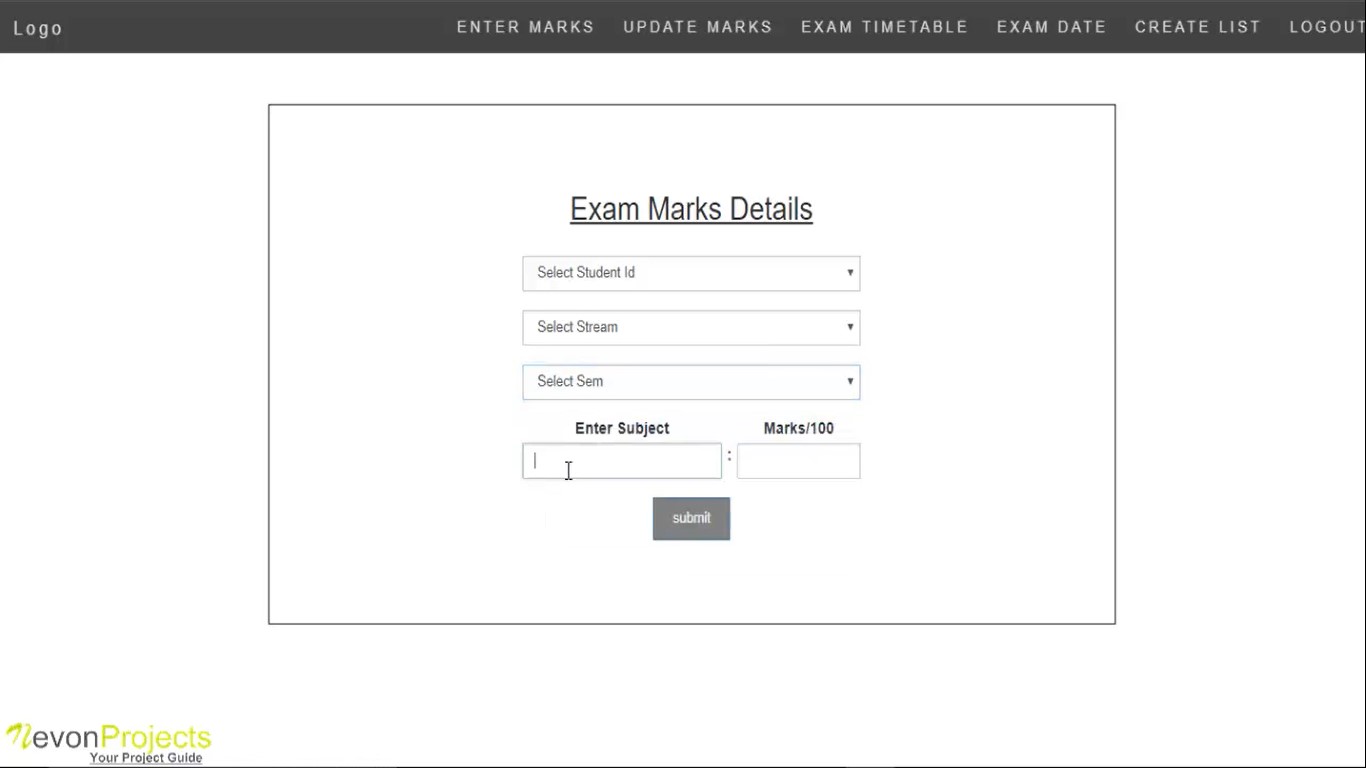 Logo
ENTER MARKS UPDATE MARKS EXAM TIMETABLE EXAM DATE CREATE LIST LOGOUT
Exam Marks Details
Select Student Id
Select Stream
Select Sem
Enter Subject Marks/100
:
submit
NevonProjects
Your Project Guide